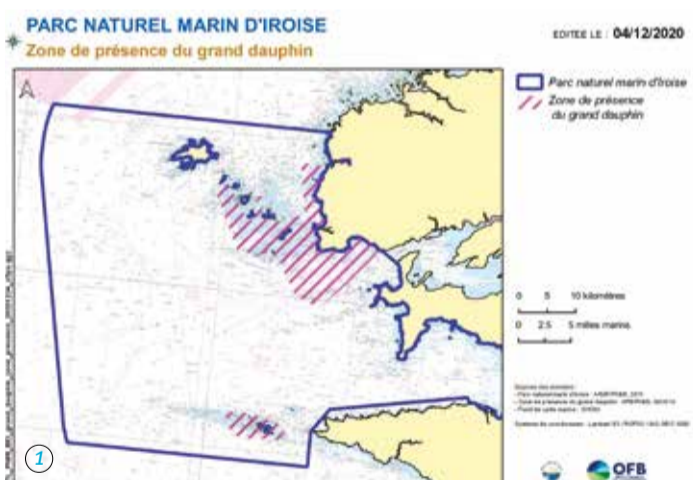 PARC NATUREL MARIN D'IROISE
Zone de présence du grand dauphin
EDITEE LE : 04/12/2020
Parc naturel marin d'Iroise
Zone de présence
du grand dauphin
0 5 10 kilomètres
0 2.5 5 milles marins
1
OFB